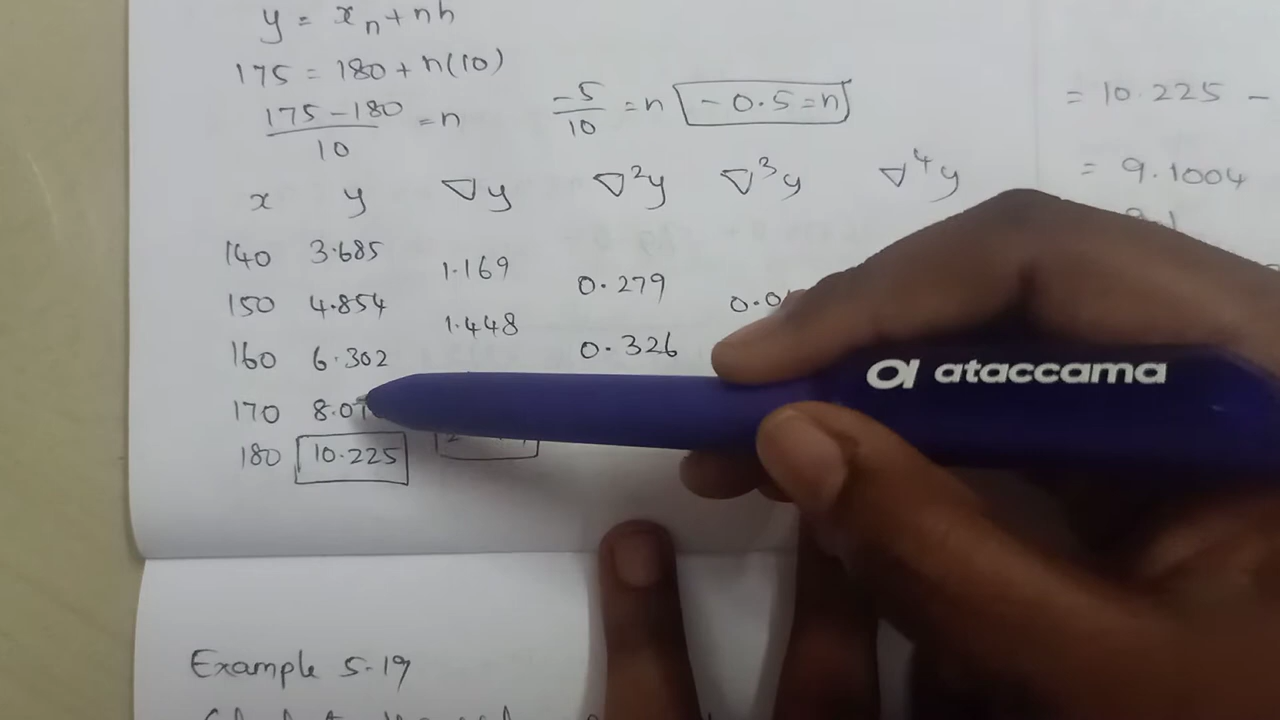 y = xₙ + nh
175 = 180 + n(10)
175 - 180 / 10 = n    -5 / 10 = n    -0.5 = n
x    y    ∇y    ∇²y    ∇³y    ∇⁴y
140    3.685
1.169
150    4.854    0.279
1.448
160    6.302    0.326
170
180    10.225
= 10.225 -
= 9.1004
ataccama
Example 5.19